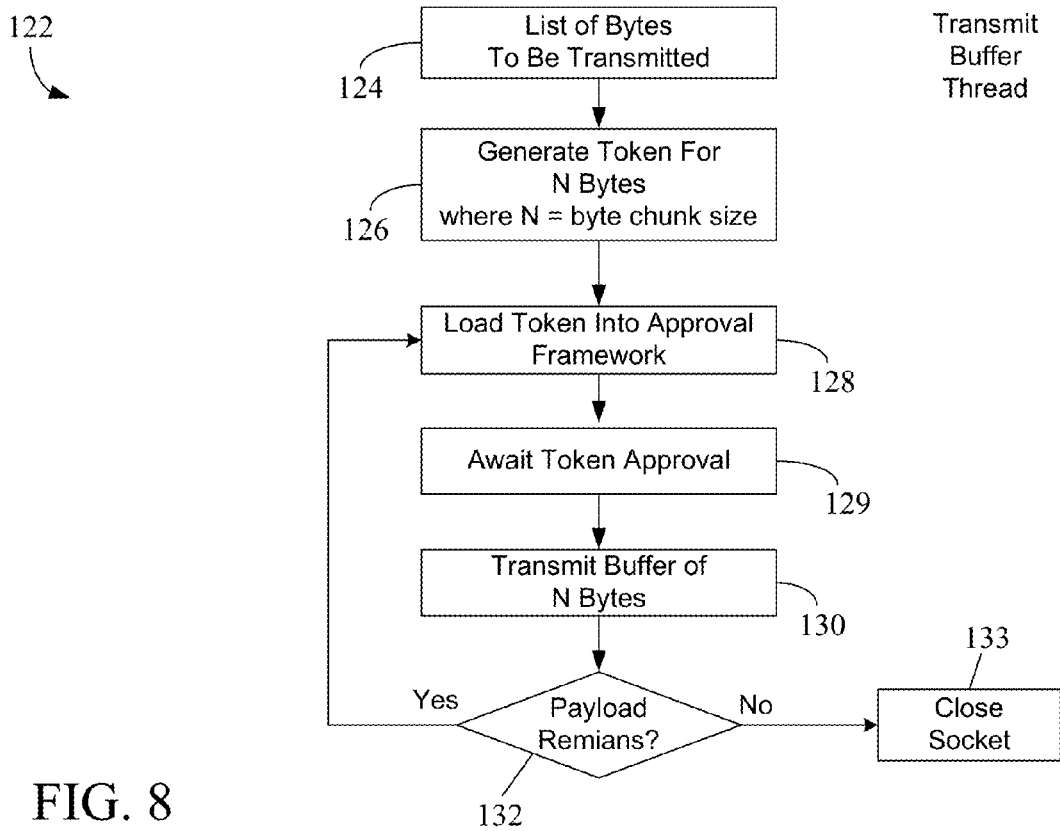 122
List of Bytes
To Be Transmitted
124
Transmit
Buffer
Thread
Generate Token For
N Bytes
where N = byte chunk size
126
Load Token Into Approval
Framework
128
Await Token Approval
129
Transmit Buffer of
N Bytes
130
Yes
Payload
Remians?
No
132
133
Close
Socket
FIG. 8